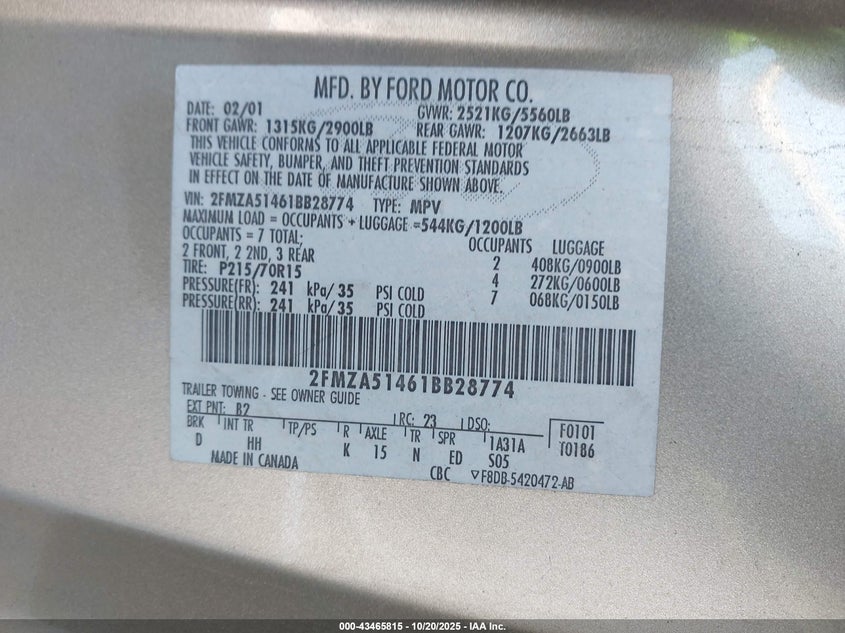 MFD. BY FORD MOTOR CO.
DATE: 02/01 GVWR: 2521KG/5560LB
FRONT GAWR: 1315KG/2900LB REAR GAWR: 1207KG/2663LB
THIS VEHICLE CONFORMS TO ALL APPLICABLE FEDERAL MOTOR
VEHICLE SAFETY, BUMPER, AND THEFT PREVENTION STANDARDS
IN EFFECT ON THE DATE OF MANUFACTURE SHOWN ABOVE.
VIN: 2FMZA51461BB28774 TYPE: MPV
MAXIMUM LOAD = OCCUPANTS + LUGGAGE =544KG/1200LB
OCCUPANTS = 7 TOTAL; OCCUPANTS LUGGAGE
2 FRONT, 2 2ND, 3 REAR 2 408KG/0900LB
TIRE: P215/70R15 4 272KG/0600LB
PRESSURE(FR): 241 kPa/35 PSI COLD 7 068KG/0150LB
PRESSURE(RR): 241 kPa/35 PSI COLD
2FMZA51461BB28774
TRAILER TOWING - SEE OWNER GUIDE
EXT PNT: B2 RC: 23 DSO: F0101
BRK INT TR TP/PS R AXLE TR SPR 1A31A T0186
D HH K 15 N ED S05
MADE IN CANADA CBC ▽F8DB-5420472-AB
000-43465815 - 10/20/2025 - IAA Inc.